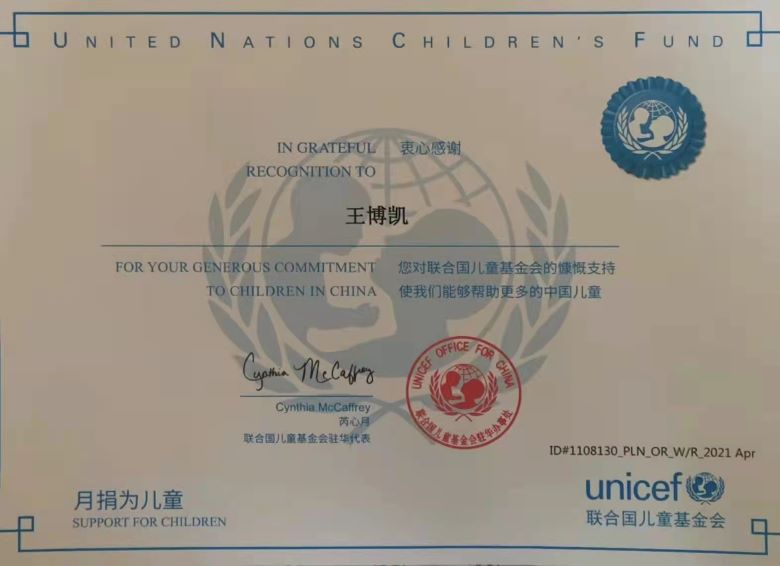 UNITED NATIONS CHILDREN'S FUND
IN GRATEFUL 衷心感谢
RECOGNITION TO
王博凯
FOR YOUR GENEROUS COMMITMENT 您对联合国儿童基金会的慷慨支持
TO CHILDREN IN CHINA 使我们能够帮助更多的中国儿童
Cynthia McCaffrey
UNICEF OFFICE FOR CHINA
联合国儿童基金会驻华办事处
Cynthia McCaffrey
芮心月
联合国儿童基金会驻华代表
ID#1108130_PLN_OR_W/R_2021 Apr
月捐为儿童
SUPPORT FOR CHILDREN
unicef
联合国儿童基金会